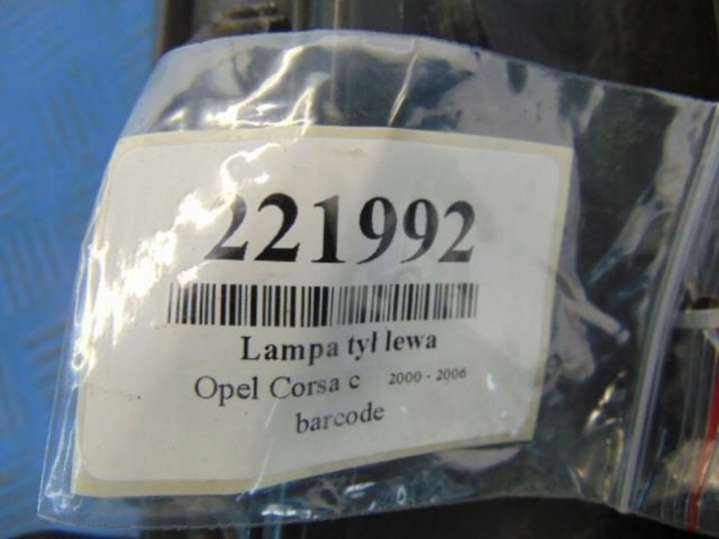 221992
Lampa tył lewa
Opel Corsa c 2000 - 2006
barcode